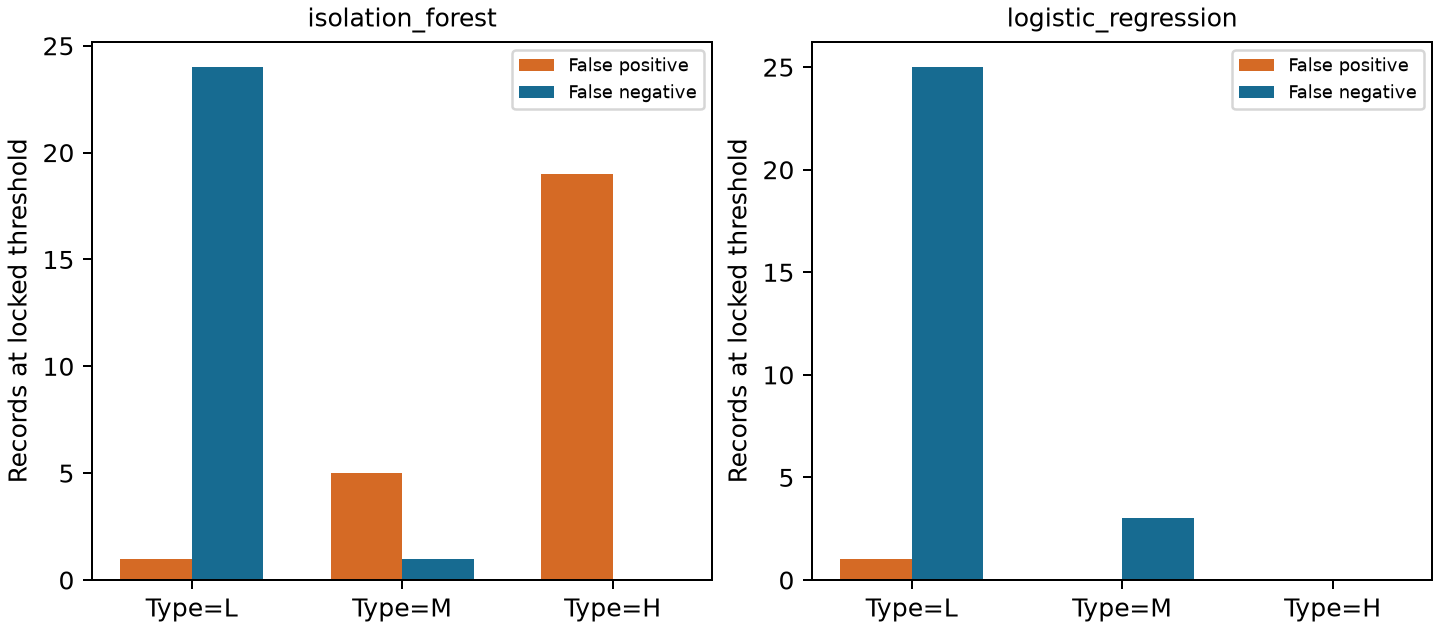 isolation_forest
25
20
15
10
5
0
Records at locked threshold
False positive
False negative
Type=L
Type=M
Type=H
logistic_regression
25
20
15
10
5
0
Records at locked threshold
False positive
False negative
Type=L
Type=M
Type=H